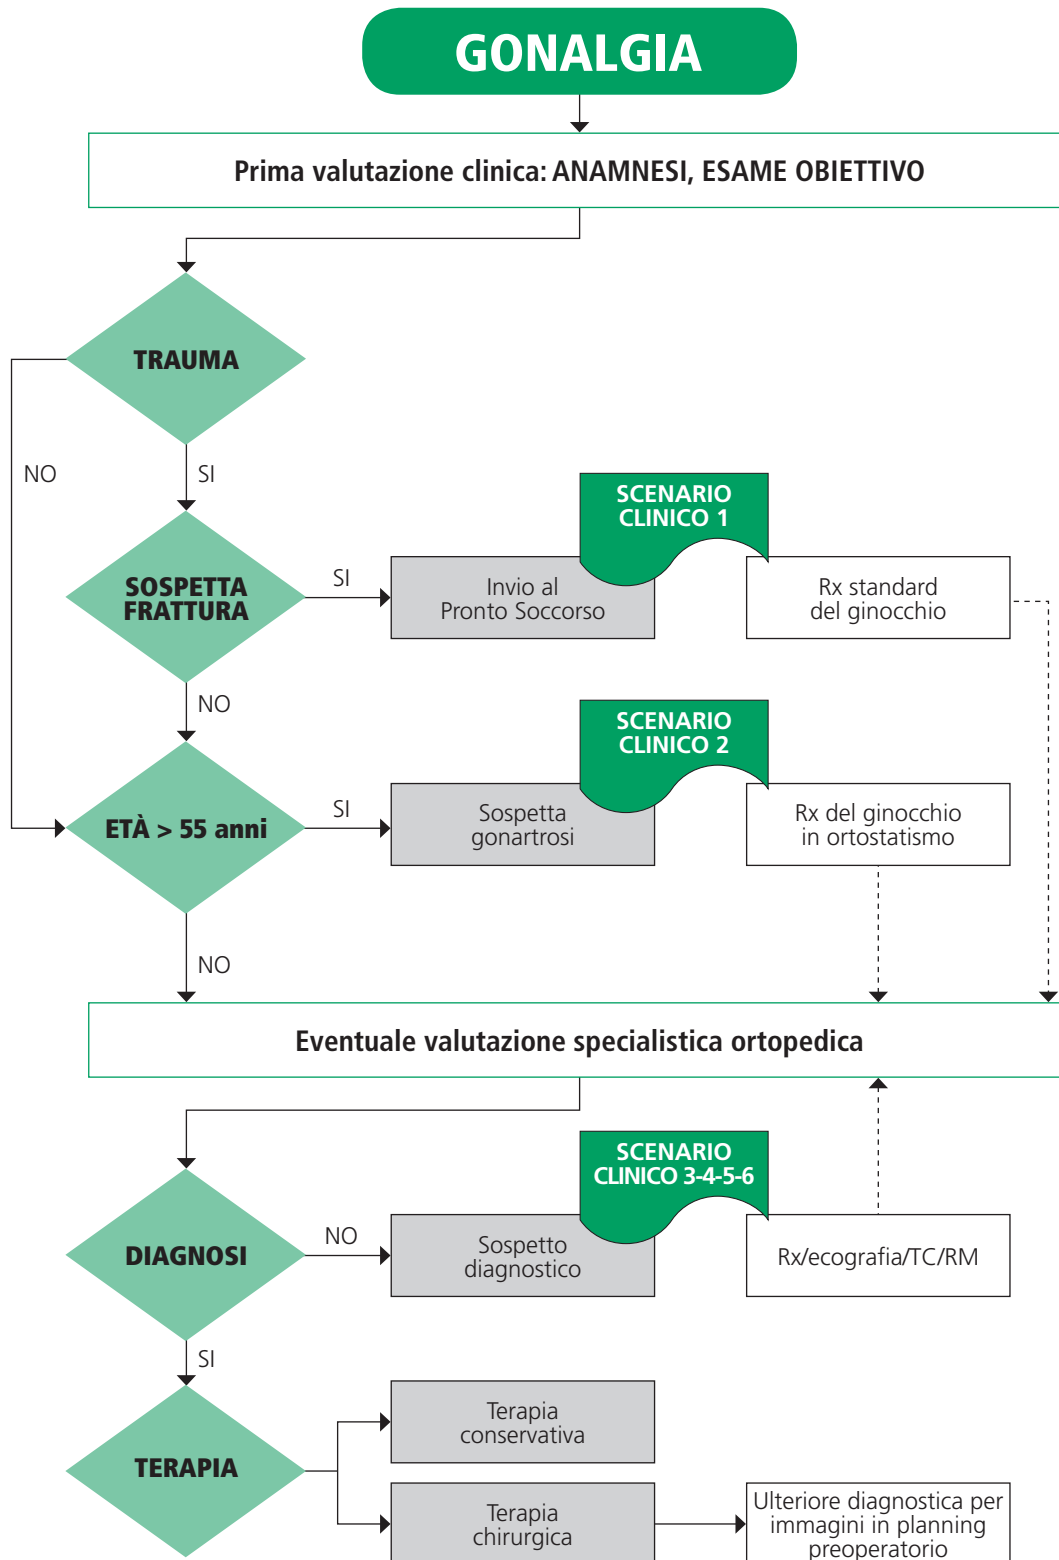 GONALGIA
Prima valutazione clinica: ANAMNESI, ESAME OBIETTIVO
TRAUMA
NO
SI
SOSPETTA
FRATTURA
SI
SCENARIO
CLINICO 1
Invio al
Pronto Soccorso
Rx standard
del ginocchio
NO
ETÀ > 55 anni
SI
SCENARIO
CLINICO 2
Sospetta
gonartrosi
Rx del ginocchio
in ortostatismo
NO
Eventuale valutazione specialistica ortopedica
DIAGNOSI
NO
SCENARIO
CLINICO 3-4-5-6
Sospetto
diagnostico
Rx/ecografia/TC/RM
SI
TERAPIA
Terapia
conservativa
Terapia
chirurgica
Ulteriore diagnostica per
immagini in planning
preoperatorio